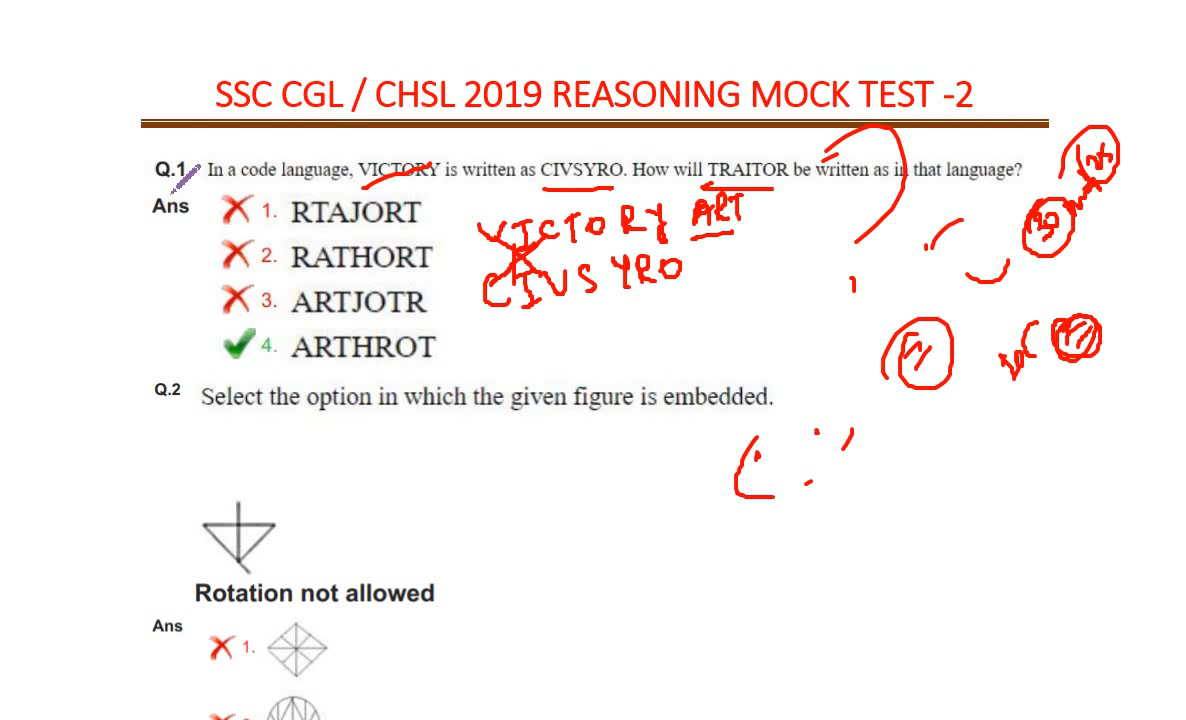 SSC CGL / CHSL 2019 REASONING MOCK TEST -2
Q.1 In a code language, VICTORY is written as CIVSYRO. How will TRAITOR be written as in that language?
Ans 1. RTAJORT
2. RATHORT
3. ARTJOTR
4. ARTHROT
VICTORY ART
CIVSYRO
Q.2 Select the option in which the given figure is embedded.
Rotation not allowed
Ans 1.